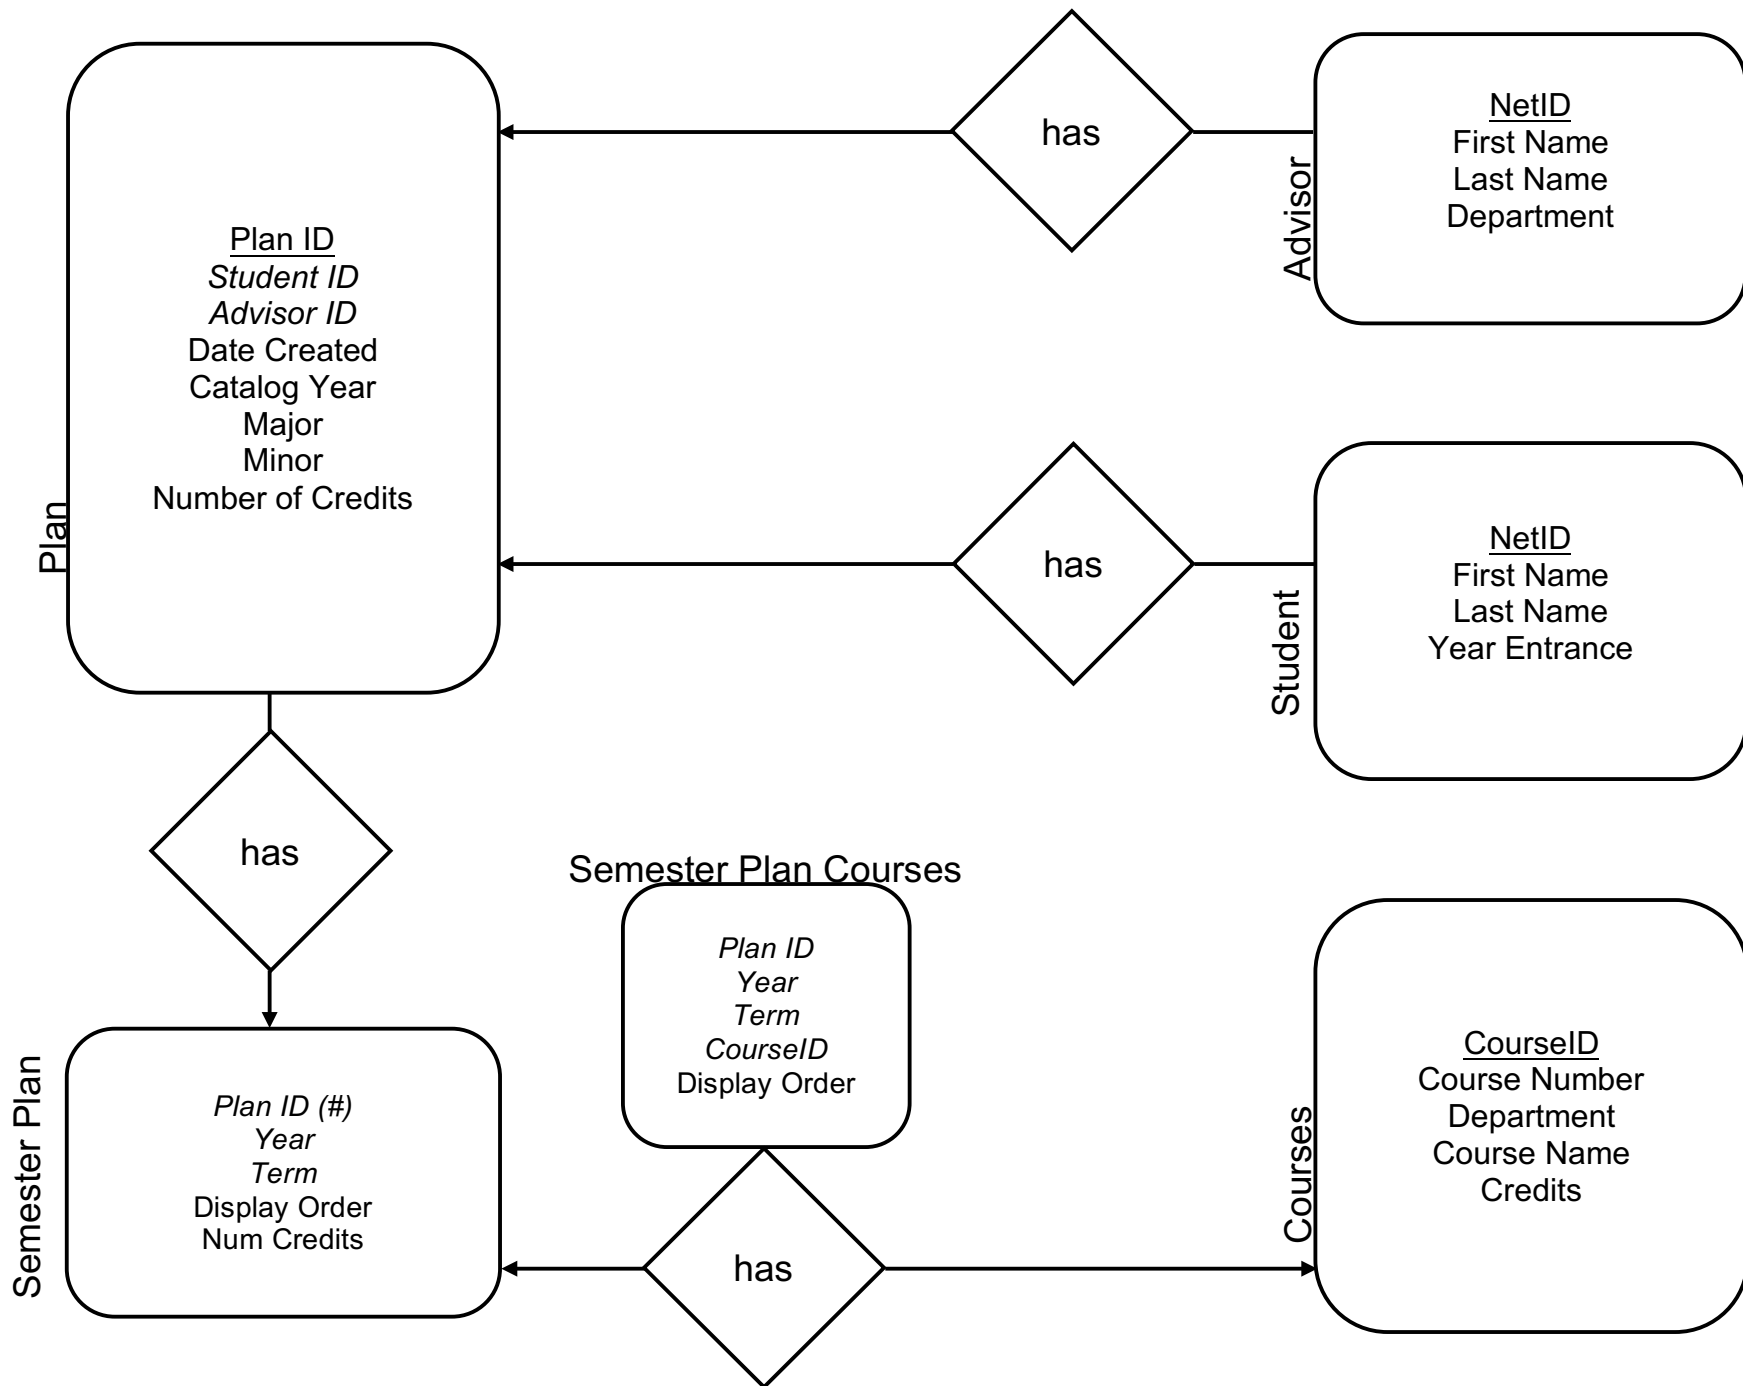 Plan
Plan ID
Student ID
Advisor ID
Date Created
Catalog Year
Major
Minor
Number of Credits
has
Advisor
NetID
First Name
Last Name
Department
has
Student
NetID
First Name
Last Name
Year Entrance
has
Semester Plan
Plan ID (#)
Year
Term
Display Order
Num Credits
Semester Plan Courses
Plan ID
Year
Term
CourseID
Display Order
has
Courses
CourseID
Course Number
Department
Course Name
Credits